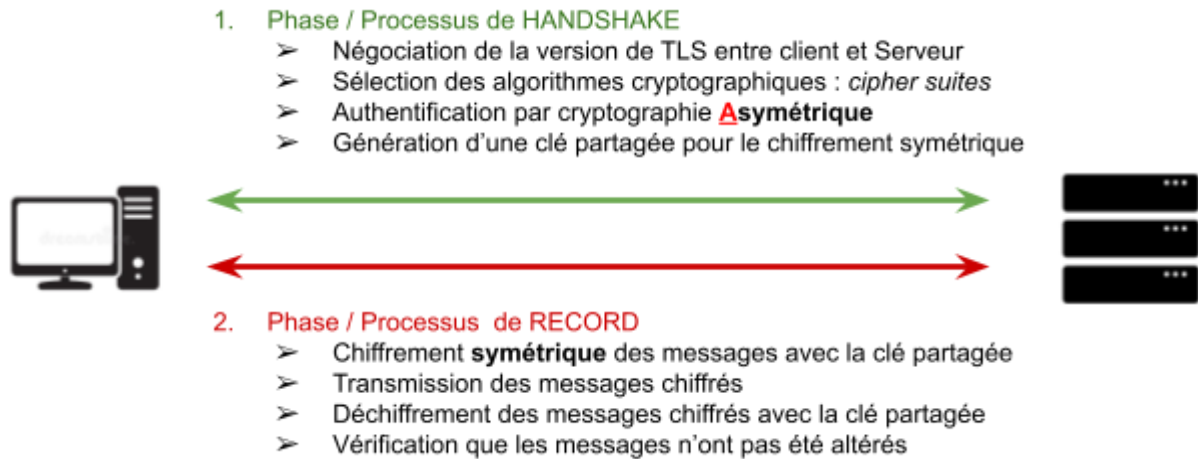 1. Phase / Processus de HANDSHAKE
➢ Négociation de la version de TLS entre client et Serveur
➢ Sélection des algorithmes cryptographiques : cipher suites
➢ Authentification par cryptographie Asymétrique
➢ Génération d’une clé partagée pour le chiffrement symétrique
2. Phase / Processus de RECORD
➢ Chiffrement symétrique des messages avec la clé partagée
➢ Transmission des messages chiffrés
➢ Déchiffrement des messages chiffrés avec la clé partagée
➢ Vérification que les messages n’ont pas été altérés